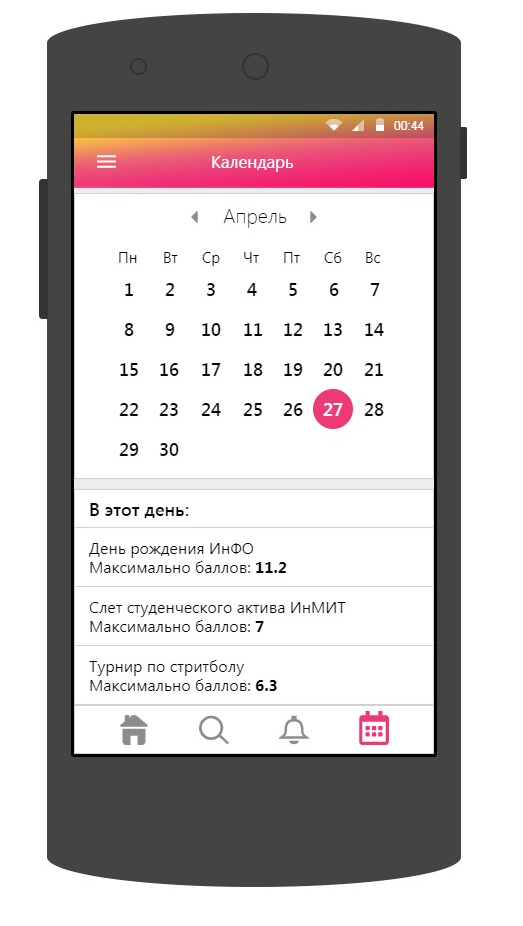 00:44
Календарь
Апрель
Пн Вт Ср Чт Пт Сб Вс
1 2 3 4 5 6 7
8 9 10 11 12 13 14
15 16 17 18 19 20 21
22 23 24 25 26 27 28
29 30
В этот день:
День рождения ИнФО
Максимально баллов: 11.2
Слет студенческого актива ИнМИТ
Максимально баллов: 7
Турнир по стритболу
Максимально баллов: 6.3